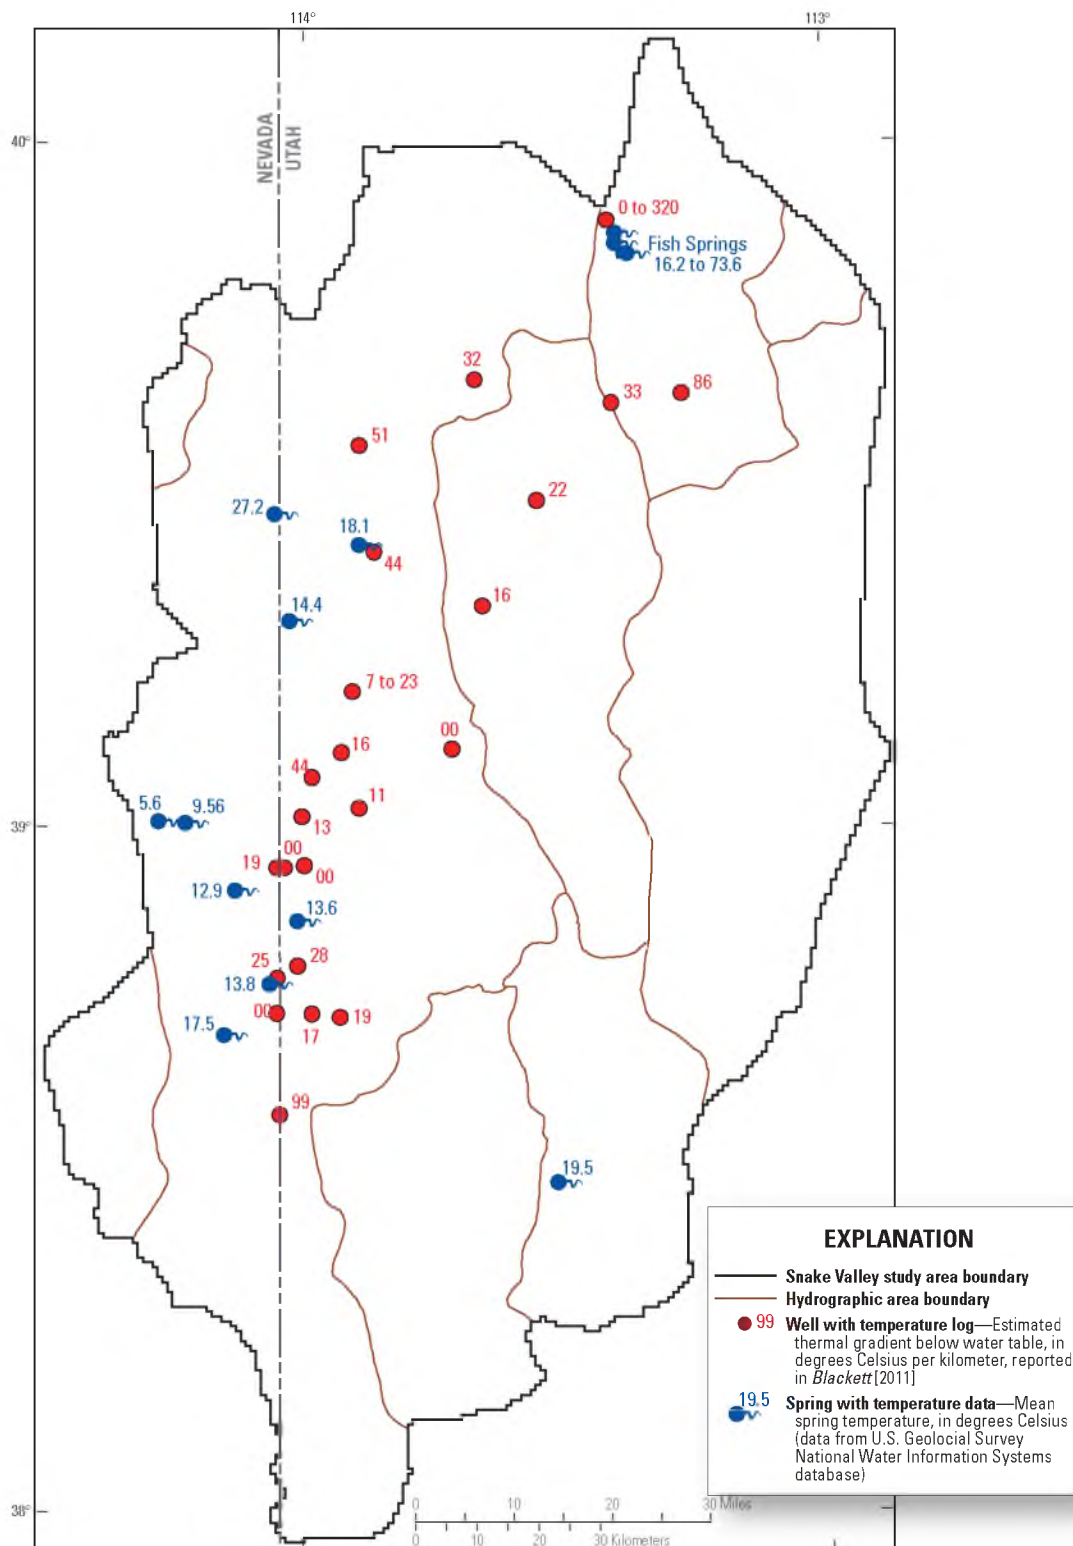 114°
113°
40°
NEVADA
UTAH
0 to 320
Fish Springs
16.2 to 73.6
32
33
86
51
22
27.2
18.1
44
16
14.4
7 to 23
00
16
44
11
5.6
9.56
39°
13
00
19
00
12.9
13.6
28
25
13.8
00
17.5
17
19
99
19.5
EXPLANATION
Snake Valley study area boundary
Hydrographic area boundary
99 Well with temperature log—Estimated
thermal gradient below water table, in
degrees Celsius per kilometer, reported
in Blackett [2011]
19.5 Spring with temperature data—Mean
spring temperature, in degrees Celsius
(data from U.S. Geolocial Survey
National Water Information Systems
database)
38°
0 10 20 30 Miles
0 10 20 30 Kilometers